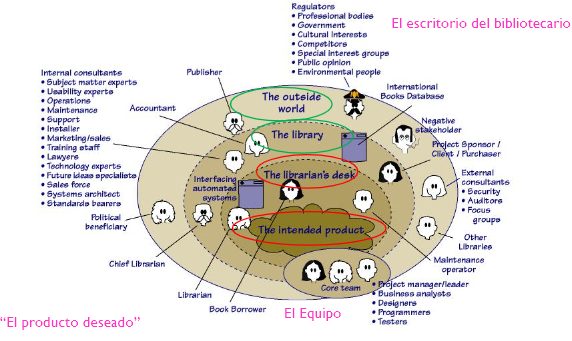 Regulators
• Professional bodies
• Government
• Cultural interests
• Competitors
• Special interest groups
• Public opinion
• Environmental people
El escritorio del bibliotecario
Internal consultants
• Subject matter experts
• Usability experts
• Operations
• Maintenance
• Support
• Installer
• Marketing/sales
• Training staff
• Lawyers
• Technology experts
• Future ideas specialists
• Sales force
• Systems architect
• Standards bearers
Publisher
Accountant
The outside
world
The library
International
Books Database
Negative
stakeholder
Project Sponsor /
Client / Purchaser
The librarian's desk
Interfacing
automated
systems
External
consultants
• Security
• Auditors
• Focus
groups
Political
beneficiary
The intended product
Other
Libraries
Chief Librarian
Maintenance
operator
Librarian
Book Borrower
Core team
• Project manager/leader
• Business analysts
• Designers
• Programmers
• Testers
El Equipo
“El producto deseado”